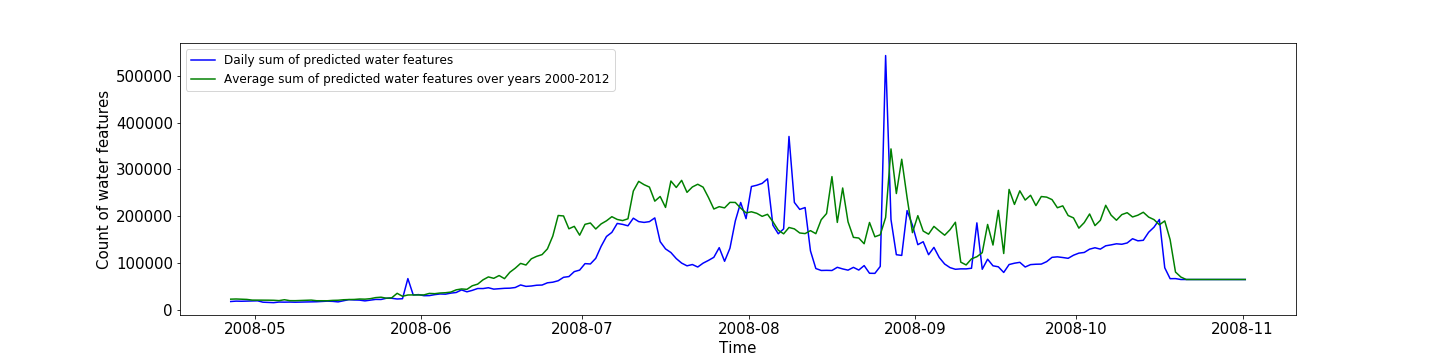 Daily sum of predicted water features
Average sum of predicted water features over years 2000-2012
Count of water features
500000
400000
300000
200000
100000
0
2008-05 2008-06 2008-07 2008-08 2008-09 2008-10 2008-11
Time